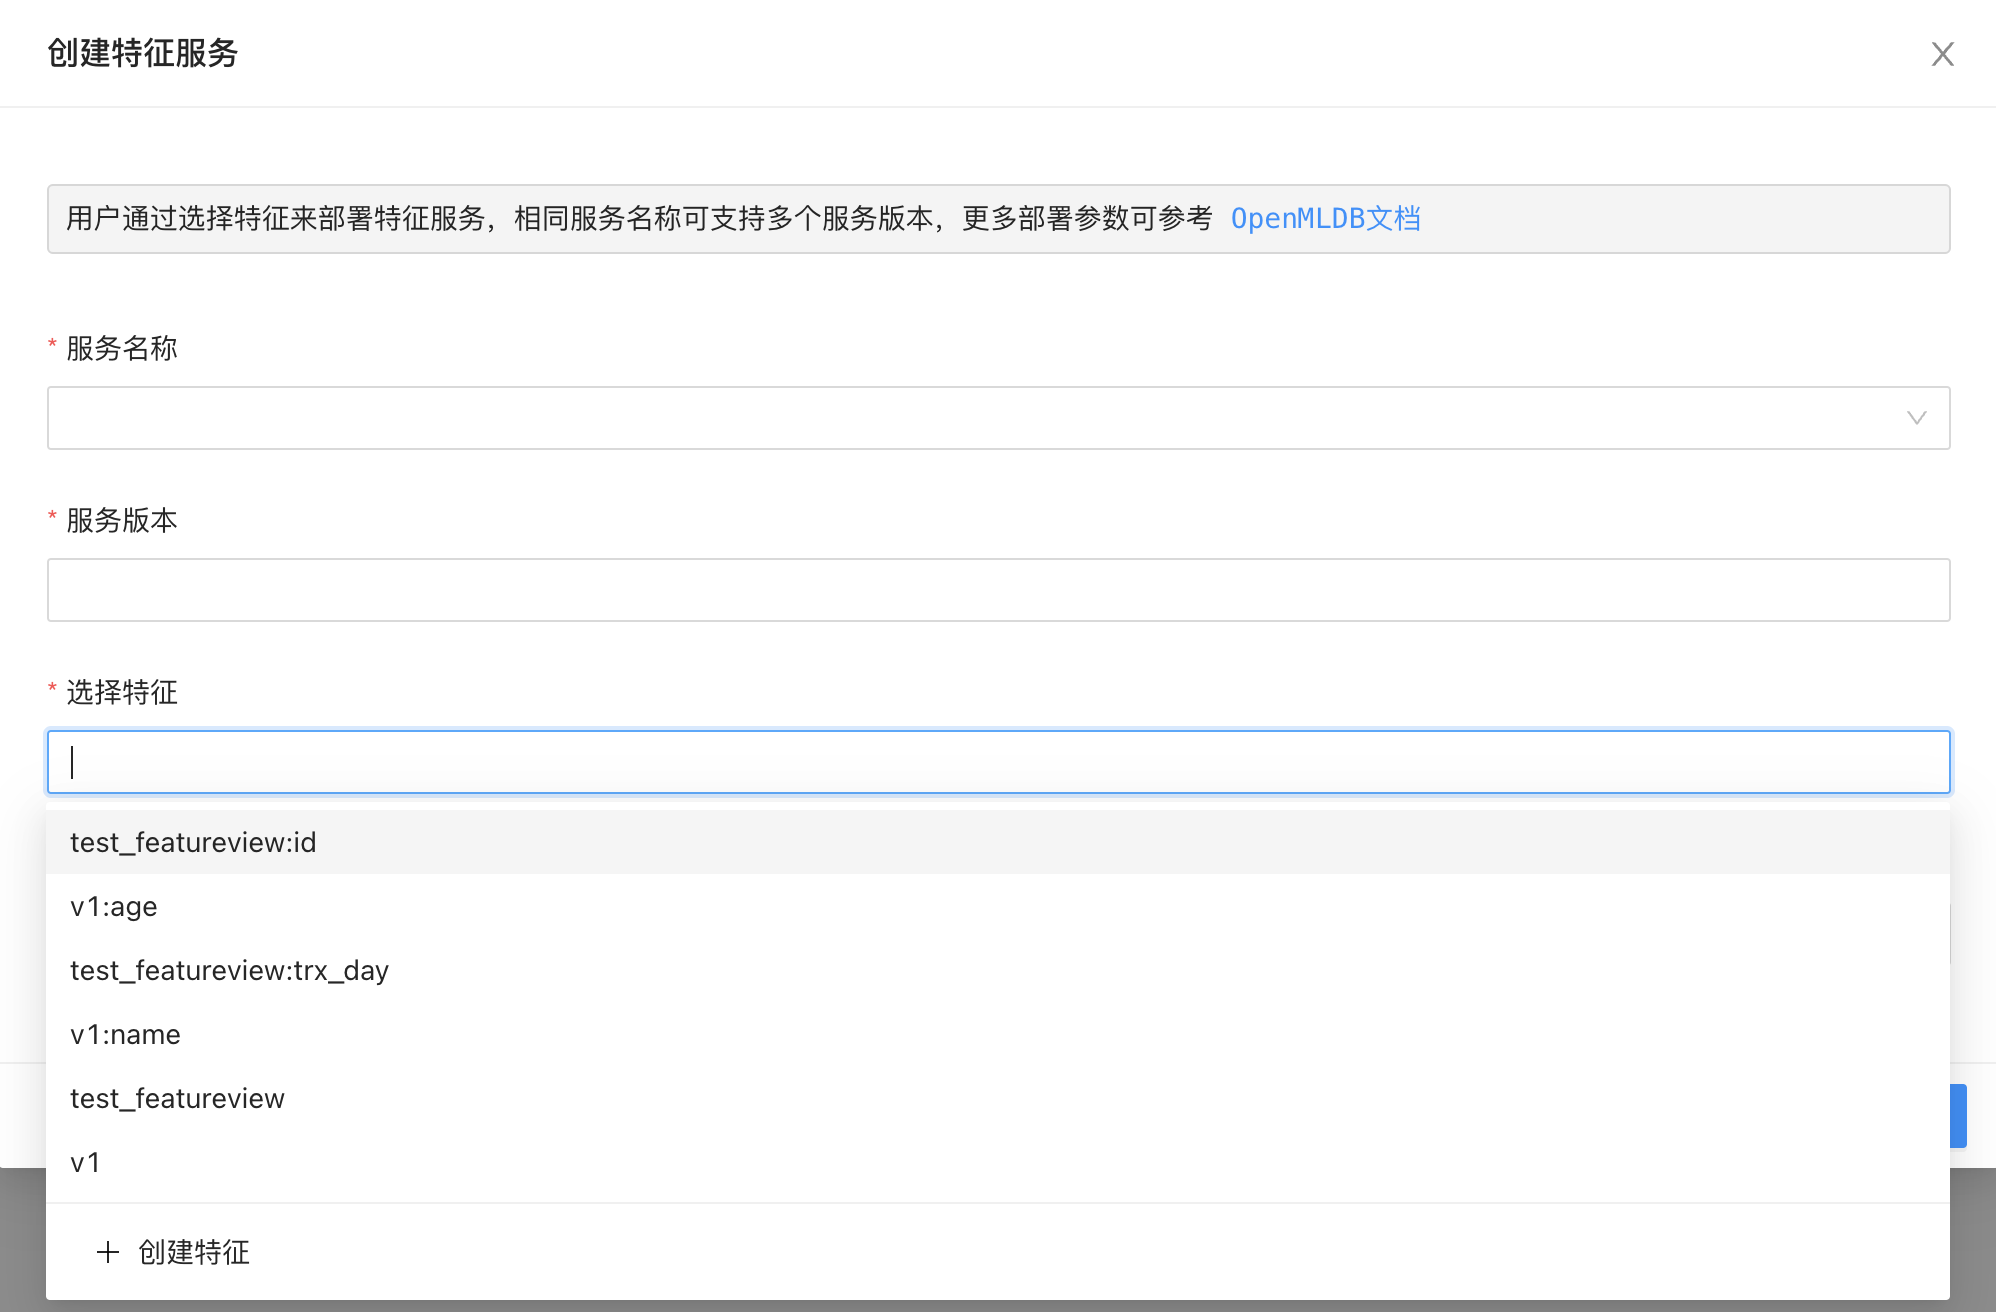 创建特征服务
用户通过选择特征来部署特征服务，相同服务名称可支持多个服务版本，更多部署参数可参考 OpenMLDB文档
* 服务名称
* 服务版本
* 选择特征
test_featureview:id
v1:age
test_featureview:trx_day
v1:name
test_featureview
v1
创建特征